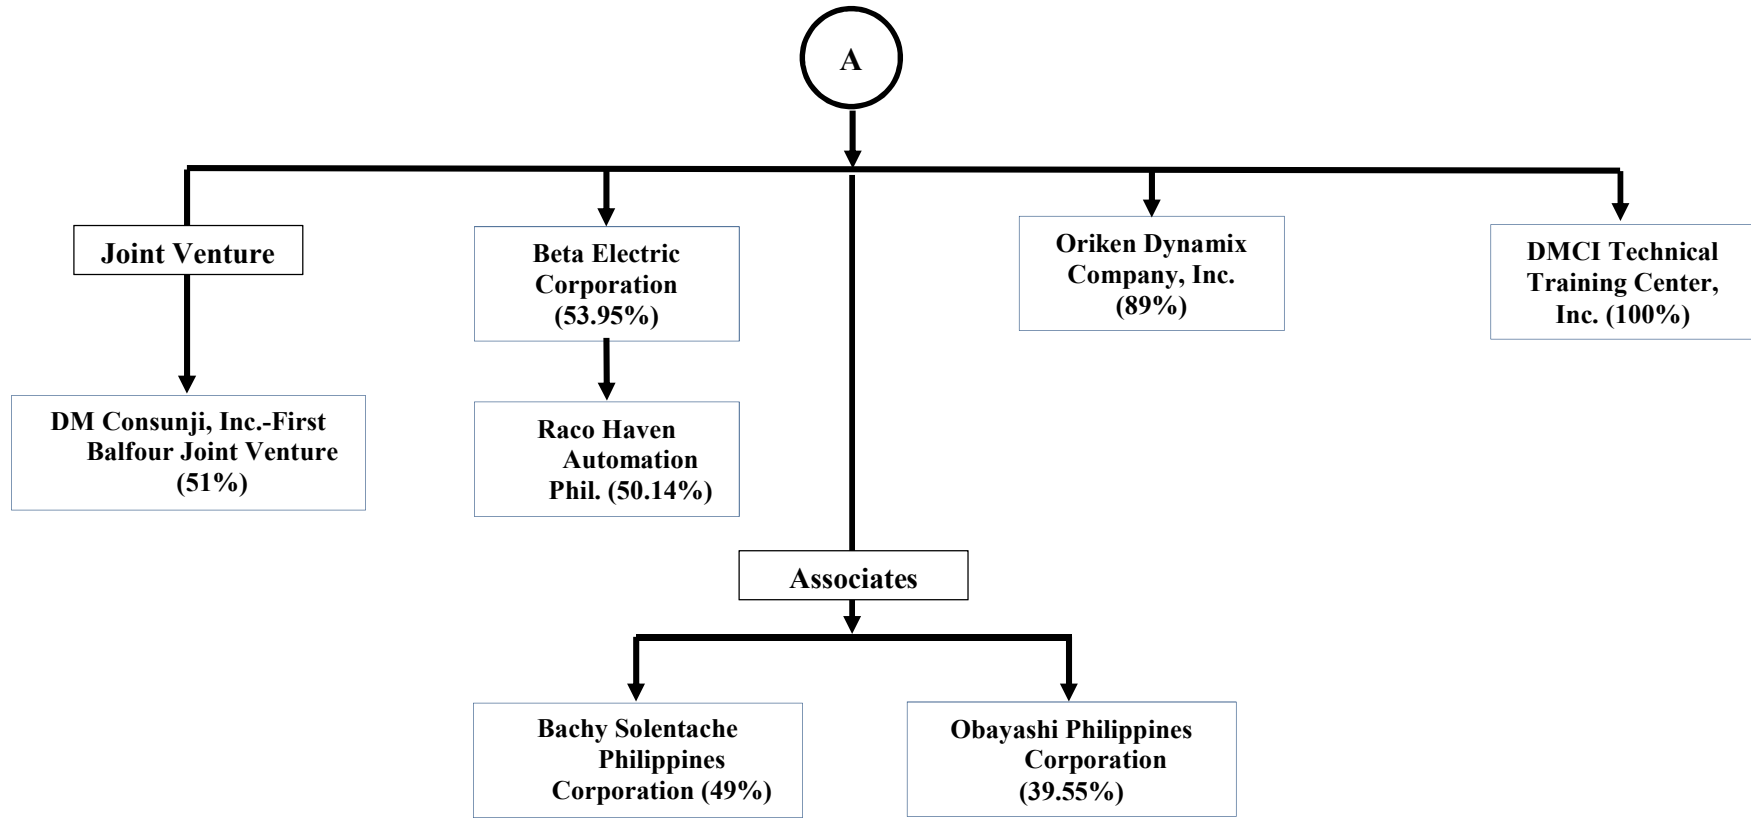 A
Joint Venture
Beta Electric
Corporation
(53.95%)
Oriken Dynamix
Company, Inc.
(89%)
DMCI Technical
Training Center,
Inc. (100%)
DM Consunji, Inc.-First
Balfour Joint Venture
(51%)
Raco Haven
Automation
Phil. (50.14%)
Associates
Bachy Solentache
Philippines
Corporation (49%)
Obayashi Philippines
Corporation
(39.55%)